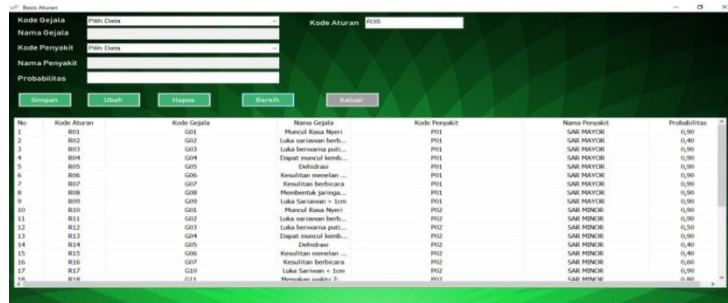 Basis Aturan
Kode Gejala Pilih Data Kode Aturan R35
Nama Gejala
Kode Penyakit Pilih Data
Nama Penyakit
Probabilitas
Simpan Ubah Hapus Bersih Keluar
No Kode Aturan Kode Gejala Nama Gejala Kode Penyakit Nama Penyakit Probabilitas
1 R01 G01 Muncul Rasa Nyeri P01 SAR MAYOR 0,90
2 R02 G02 Luka sariawan berb... P01 SAR MAYOR 0,40
3 R03 G03 Luka berwarna puti... P01 SAR MAYOR 0,90
4 R04 G04 Dapat muncul kemb... P01 SAR MAYOR 0,90
5 R05 G05 Dehidrasi P01 SAR MAYOR 0,90
6 R06 G06 Kesulitan menelan ... P01 SAR MAYOR 0,90
7 R07 G07 Kesulitan berbicara P01 SAR MAYOR 0,90
8 R08 G08 Membentuk jaringa... P01 SAR MAYOR 0,90
9 R09 G09 Luka Sariawan > 1cm P01 SAR MAYOR 0,90
10 R10 G01 Muncul Rasa Nyeri P02 SAR MINOR 0,90
11 R11 G02 Luka sariawan berb... P02 SAR MINOR 0,90
12 R12 G03 Luka berwarna puti... P02 SAR MINOR 0,50
13 R13 G04 Dapat muncul kemb... P02 SAR MINOR 0,90
14 R14 G05 Dehidrasi P02 SAR MINOR 0,40
15 R15 G06 Kesulitan menelan ... P02 SAR MINOR 0,40
16 R16 G07 Kesulitan berbicara P02 SAR MINOR 0,60
17 R17 G10 Luka Sariwan < 1cm P02 SAR MINOR 0,90
18 R18 G11 P02 SAR MINOR 0,80